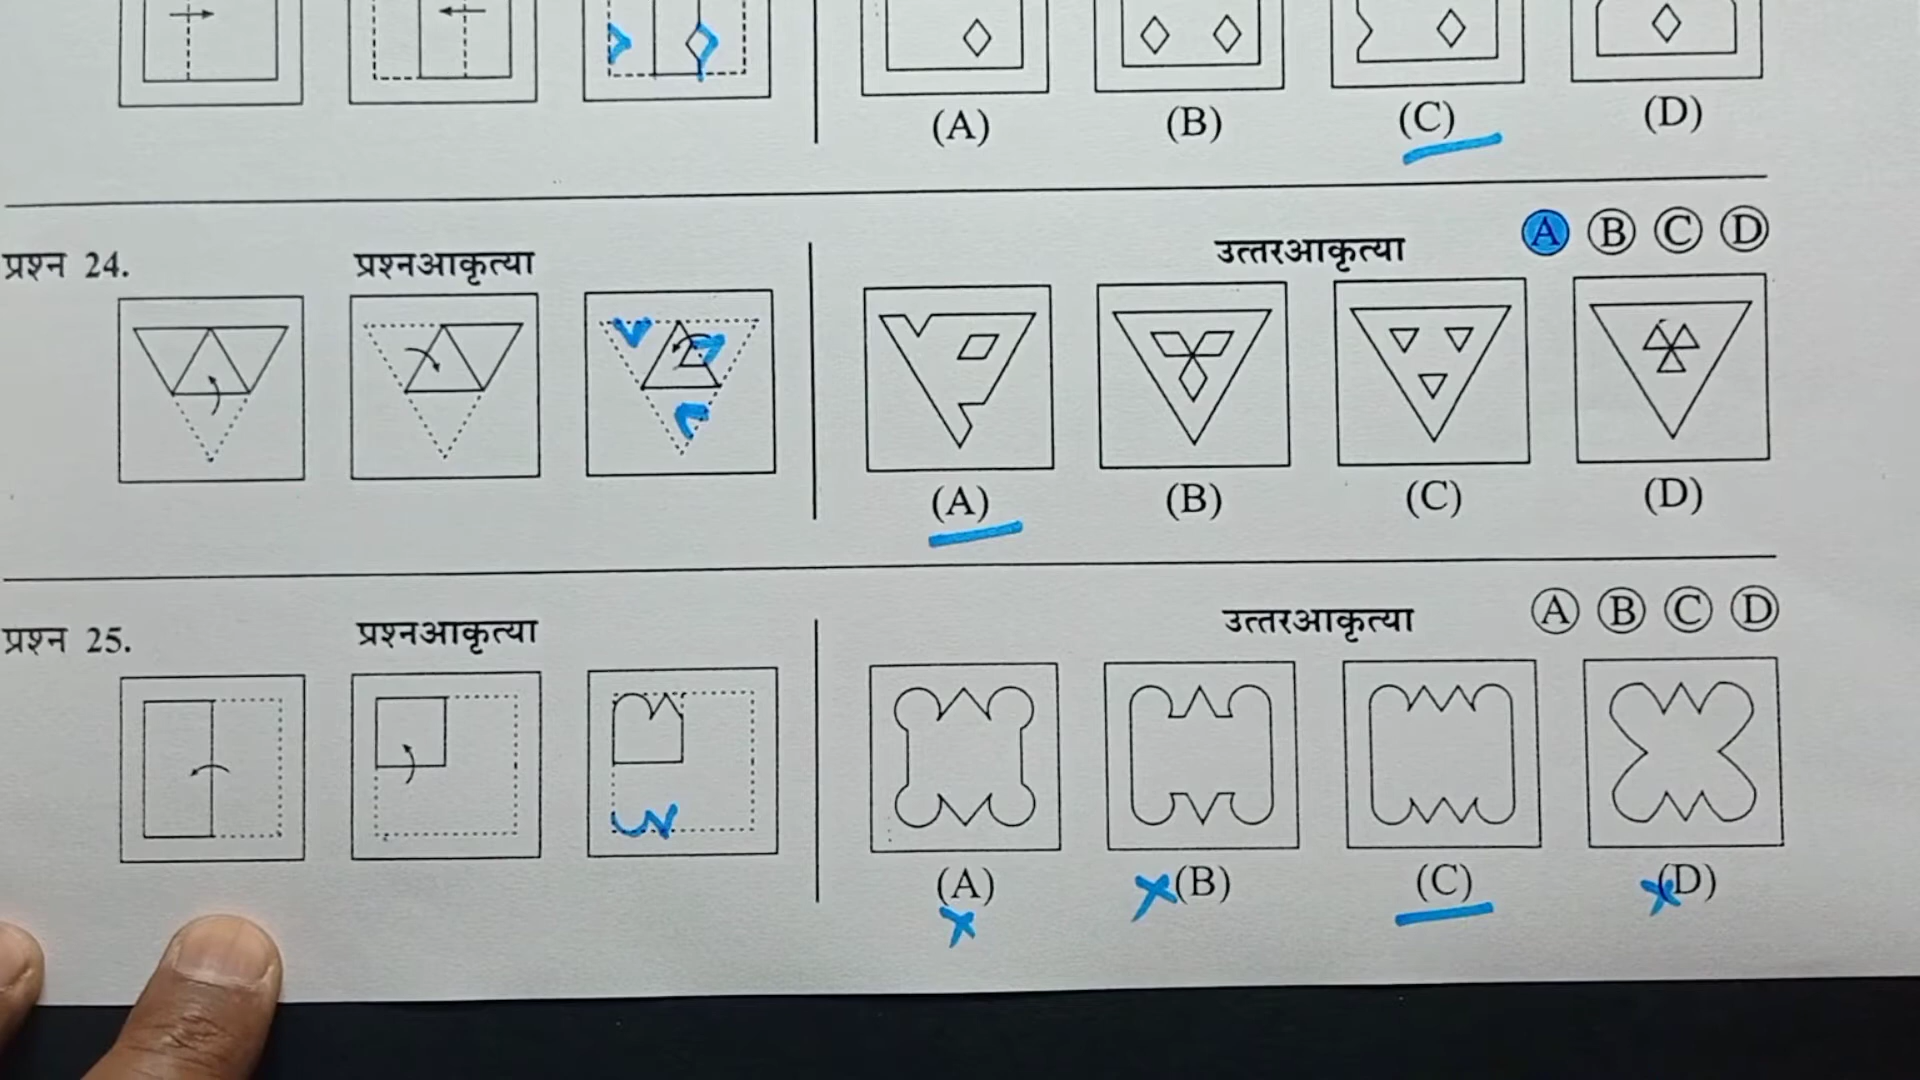 (A) (B) (C) (D)
प्रश्न 24. प्रश्नआकृत्या उत्तरआकृत्या A B C D
(A) (B) (C) (D)
प्रश्न 25. प्रश्नआकृत्या उत्तरआकृत्या A B C D
(A) (B) (C) (D)